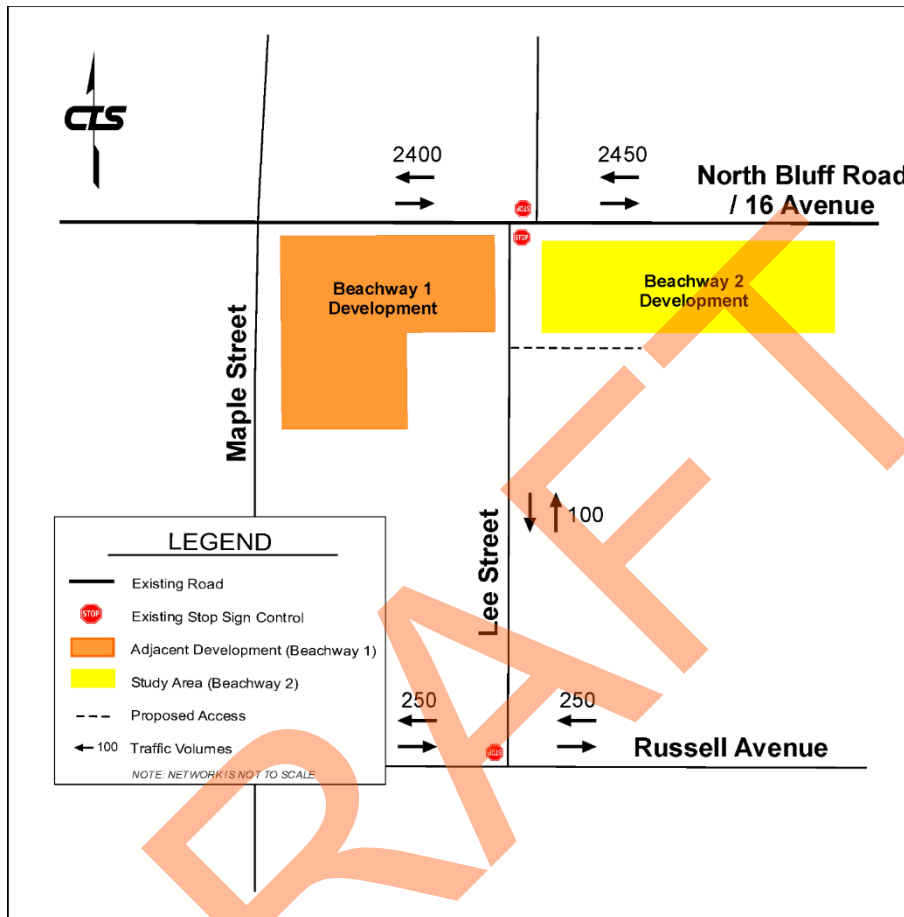 CTS
2400
2450
North Bluff Road
/ 16 Avenue
STOP
STOP
Beachway 1
Development
Beachway 2
Development
Maple Street
Lee Street
100
LEGEND
Existing Road
STOP
Existing Stop Sign Control
Adjacent Development (Beachway 1)
Study Area (Beachway 2)
Proposed Access
100 Traffic Volumes
NOTE: NETWORK IS NOT TO SCALE
250
250
STOP
Russell Avenue
DRAFT